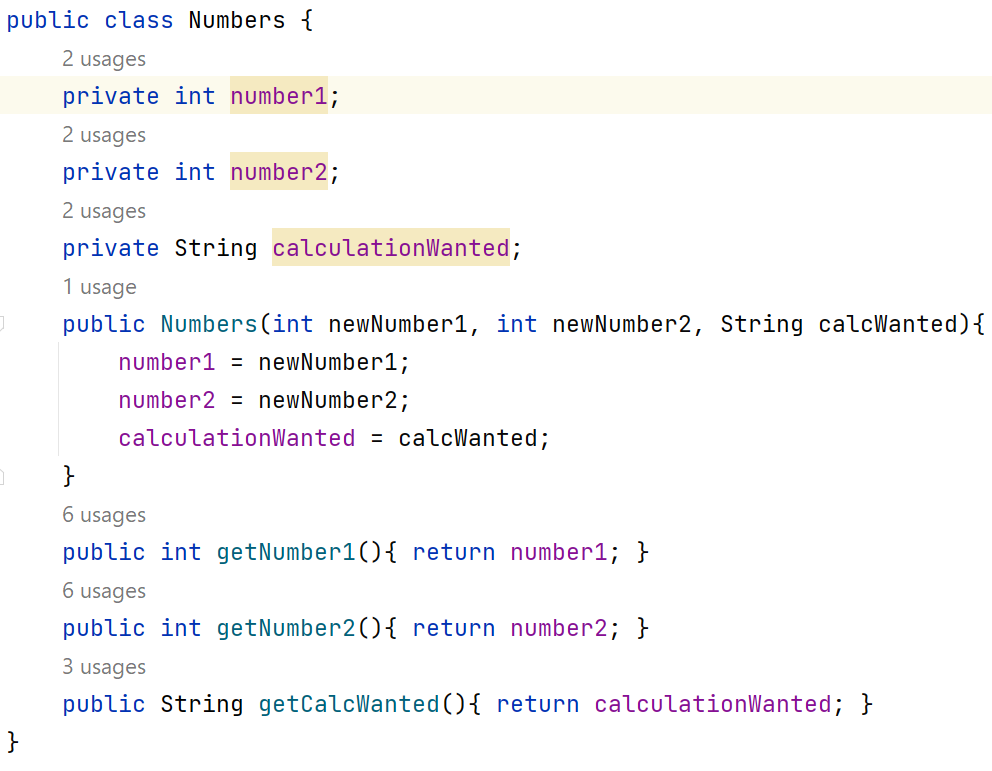 public class Numbers {
2 usages
private int number1;
2 usages
private int number2;
2 usages
private String calculationWanted;
1 usage
public Numbers(int newNumber1, int newNumber2, String calcWanted){
number1 = newNumber1;
number2 = newNumber2;
calculationWanted = calcWanted;
}
6 usages
public int getNumber1(){ return number1; }
6 usages
public int getNumber2(){ return number2; }
3 usages
public String getCalcWanted(){ return calculationWanted; }
}